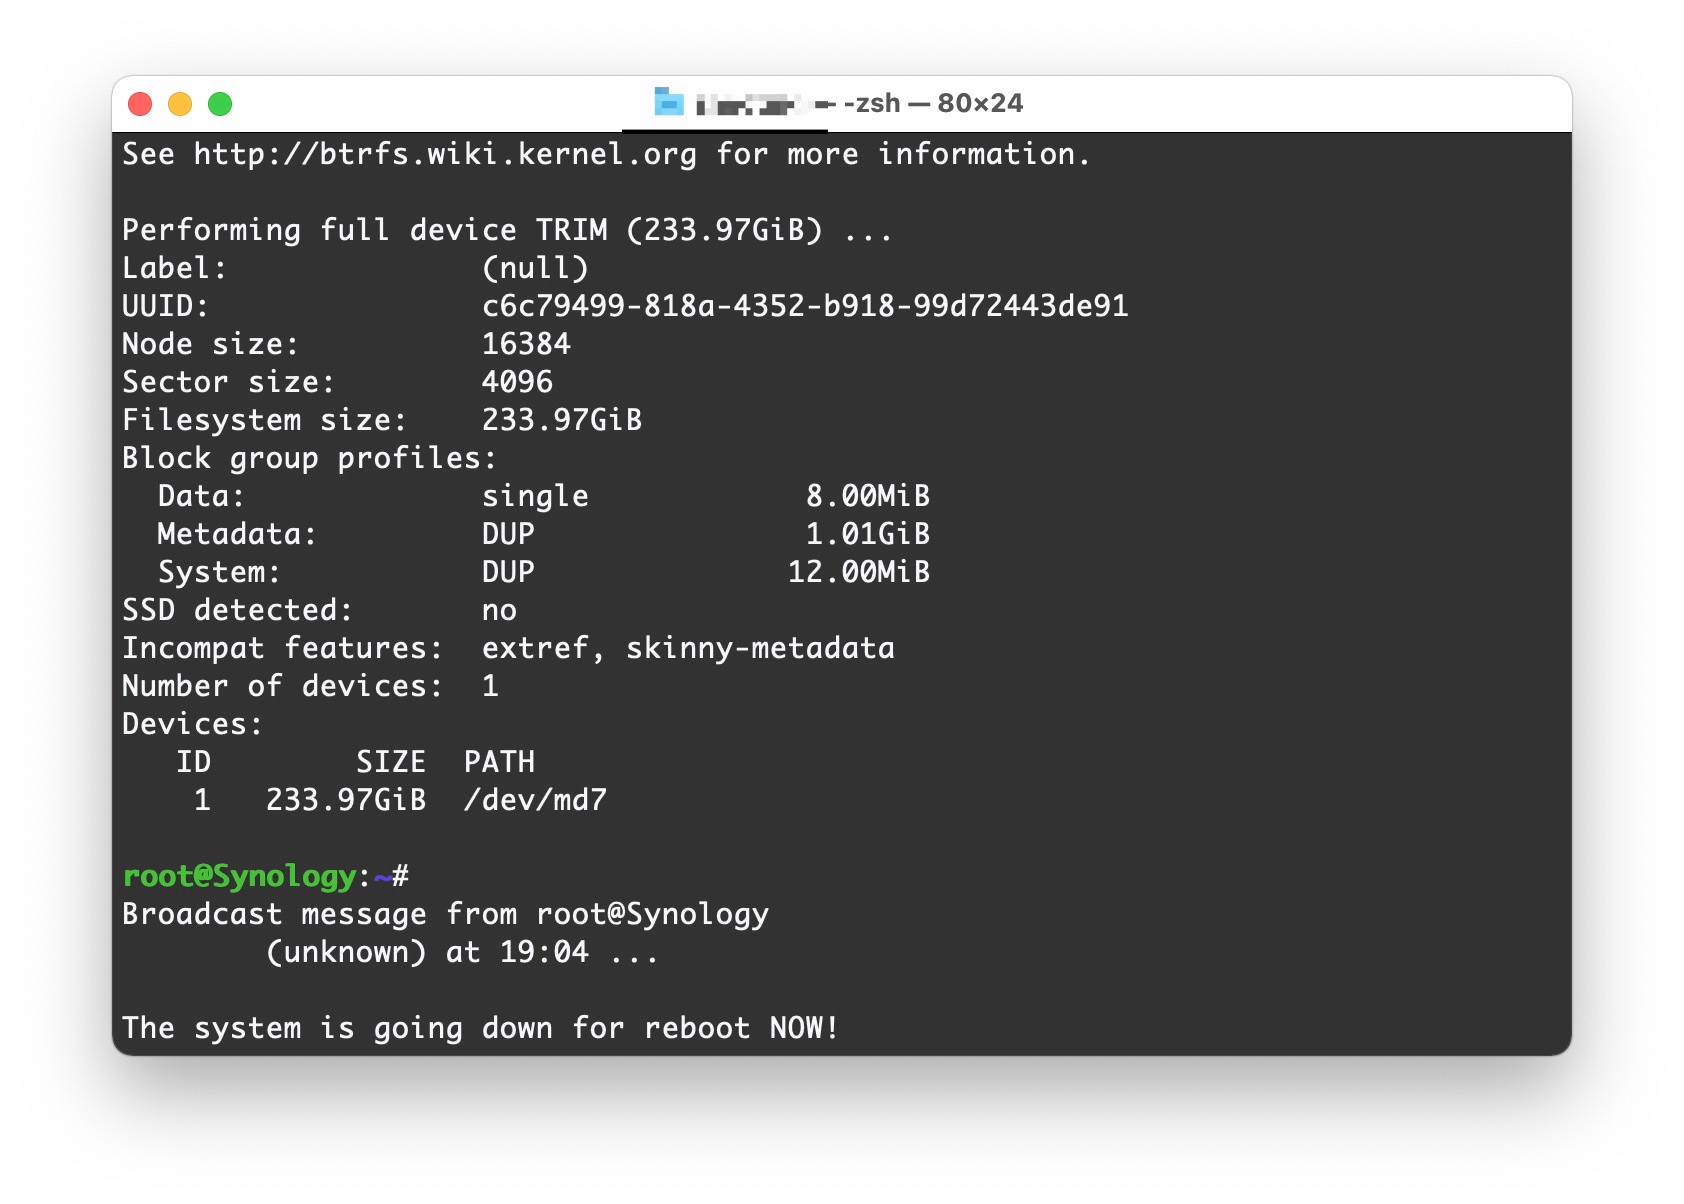 -zsh — 80×24
See http://btrfs.wiki.kernel.org for more information.
Performing full device TRIM (233.97GiB) ...
Label:              (null)
UUID:               c6c79499-818a-4352-b918-99d72443de91
Node size:          16384
Sector size:        4096
Filesystem size:    233.97GiB
Block group profiles:
  Data:             single            8.00MiB
  Metadata:         DUP               1.01GiB
  System:           DUP              12.00MiB
SSD detected:       no
Incompat features:  extref, skinny-metadata
Number of devices:  1
Devices:
   ID        SIZE  PATH
    1   233.97GiB  /dev/md7
root@Synology:~#
Broadcast message from root@Synology
        (unknown) at 19:04 ...
The system is going down for reboot NOW!